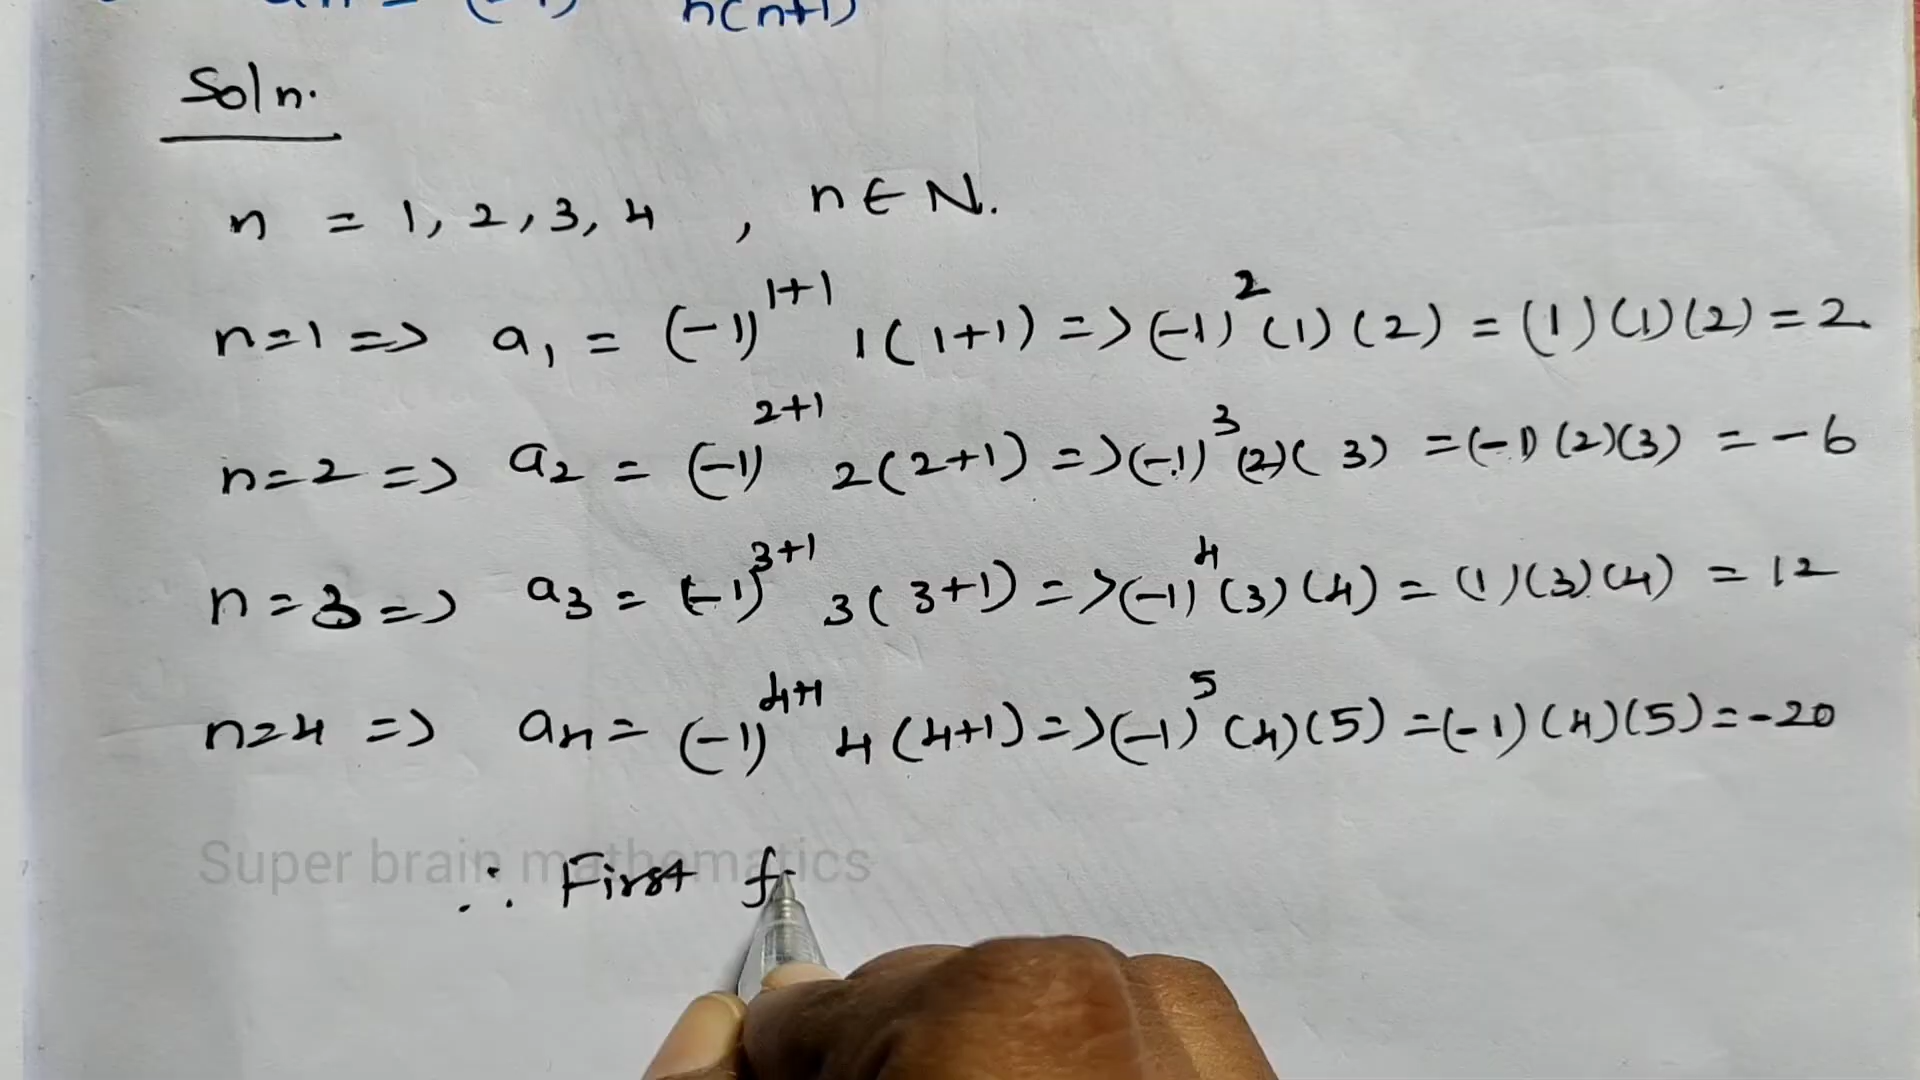 n(n+1)
Soln.
n = 1, 2, 3, 4 , n ∈ N.
n=1 => a₁ = (-1)¹⁺¹ 1(1+1) => (-1)² (1)(2) = (1)(1)(2) = 2
n=2 => a₂ = (-1)²⁺¹ 2(2+1) => (-1)³ (2)(3) = (-1)(2)(3) = -6
n=3 => a₃ = (-1)³⁺¹ 3(3+1) => (-1)⁴ (3)(4) = (1)(3)(4) = 12
n=4 => a₄ = (-1)⁴⁺¹ 4(4+1) => (-1)⁵ (4)(5) = (-1)(4)(5) = -20
Super brain mathematics
∴ First f